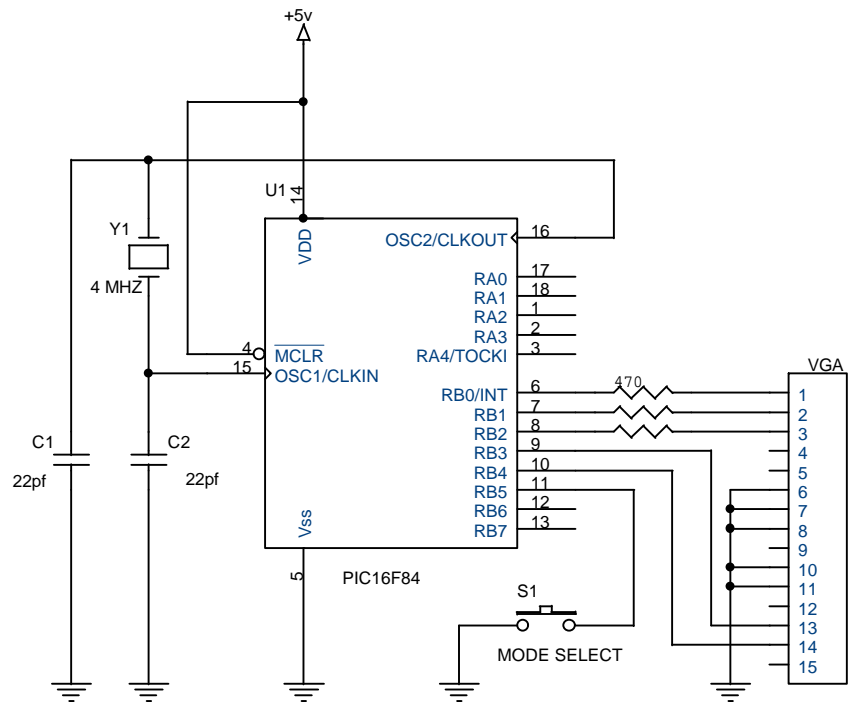 +5v
U1
14
VDD
Y1
4 MHZ
OSC2/CLKOUT
16
RA0
17
RA1
18
RA2
1
RA3
2
RA4/TOCKI
3
4
MCLR
15
OSC1/CLKIN
RB0/INT
6
470
RB1
7
RB2
8
RB3
9
RB4
10
RB5
11
RB6
12
RB7
13
VGA
1
2
3
4
5
6
7
8
9
10
11
12
13
14
15
C1
22pf
C2
22pf
Vss
5
PIC16F84
S1
MODE SELECT